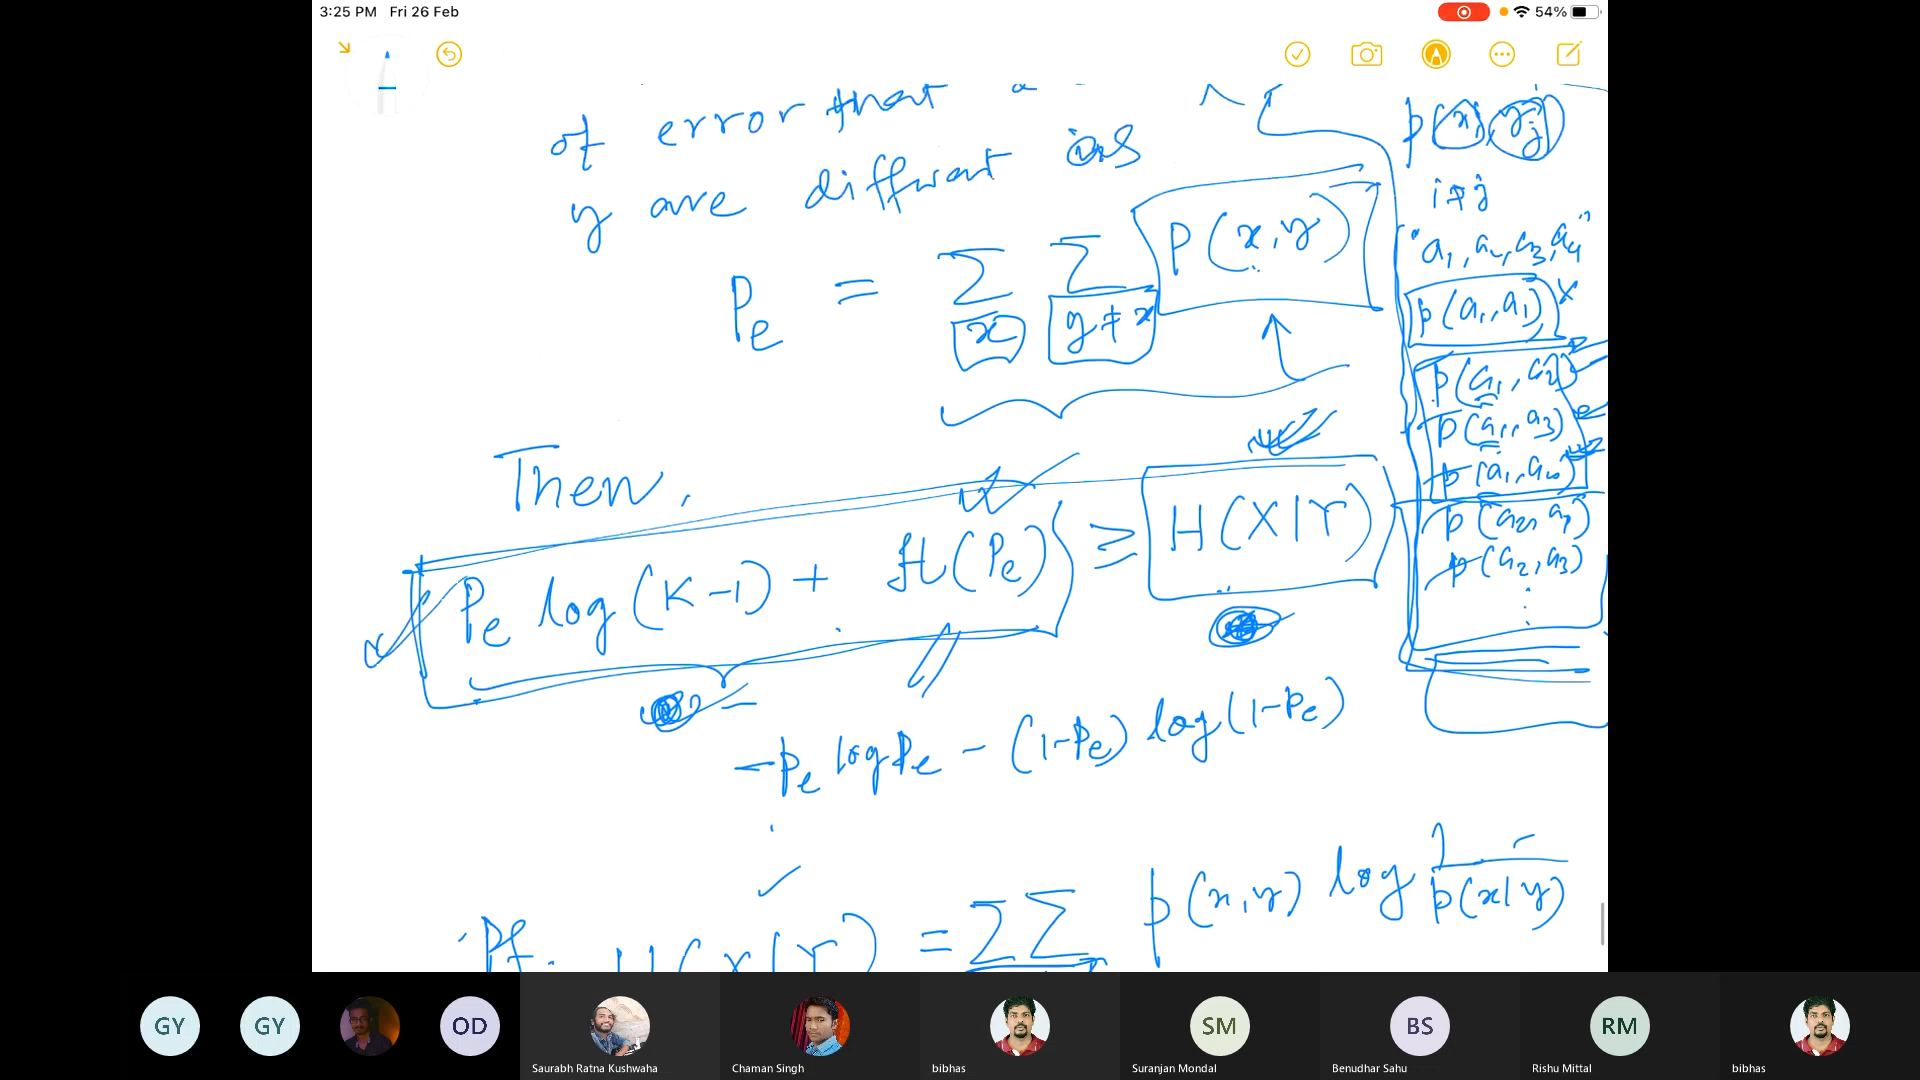 3:25 PM Fri 26 Feb
54%
of error that a
y are different is
Pe = ∑x ∑y≠x p(x,y)
p(xi, yj)
i≠j
"a1, a2, a3, a4"
p(a1,a1) x
p(a1, a2)
p(a1, a3)
p(a1, a4)
p(a2, a1)
p(a2, a3)
⋮
Then,
Pe log(K-1) + H(Pe) ≥ H(X|Y)
-Pe log Pe - (1-Pe) log(1-Pe)
Pf. H(X|Y) = ∑∑ p(x,y) log 1/p(x|y)
GY
GY
OD
Saurabh Ratna Kushwaha
Chaman Singh
bibhas
SM
Suranjan Mondal
BS
Benudhar Sahu
RM
Rishu Mittal
bibhas